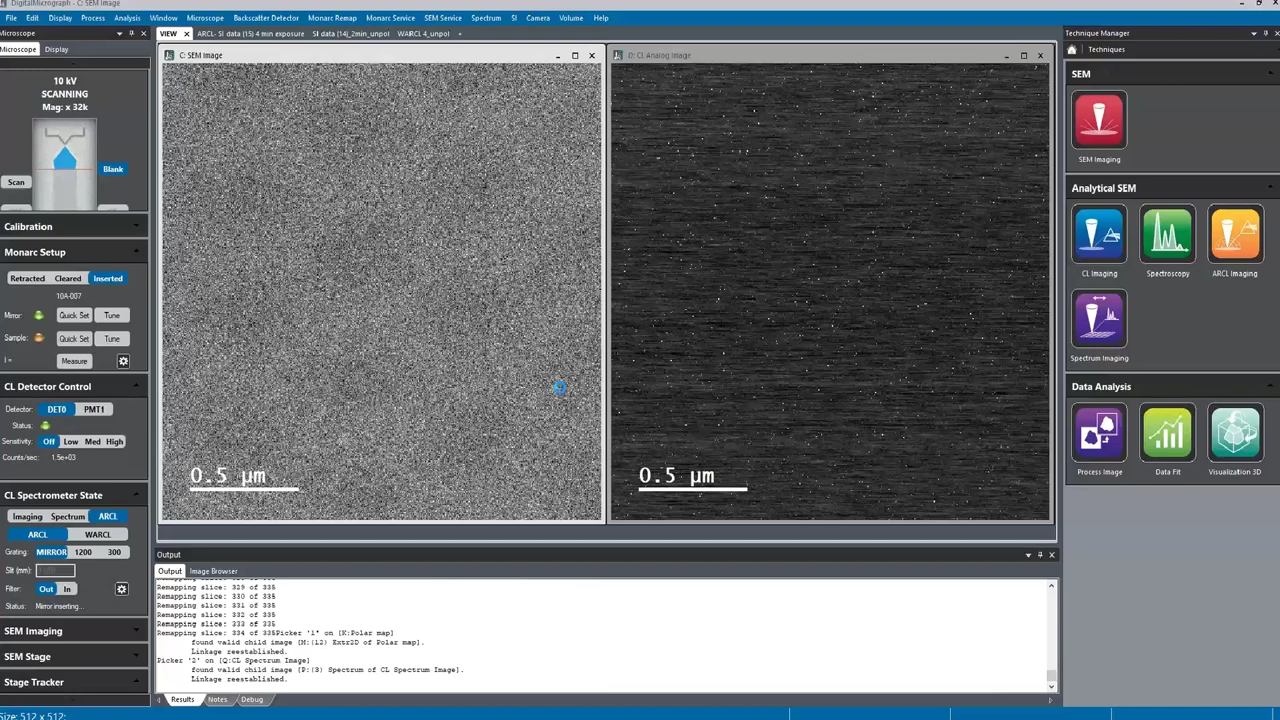 DigitalMicrograph - C: SEM Image
File Edit Display Process Analysis Window Microscope Backscatter Detector Monarc Remap Monarc Service SEM Service Spectrum SI Camera Volume Help
Microscope
Microscope Display
10 kV
SCANNING
Mag: x 32k
Blank
Scan
Calibration
Monarc Setup
Retracted Cleared Inserted
10A-007
Mirror: Quick Set Tune
Sample: Quick Set Tune
I = Measure
CL Detector Control
Detector: DET0 PMT1
Status:
Sensitivity: Off Low Med High
Counts/sec: 1.5e+03
CL Spectrometer State
Imaging Spectrum ARCL
ARCL WARCL
Grating: MIRROR 1200 300
Slit (mm):
Filter: Out In
Status: Mirror inserting...
SEM Imaging
SEM Stage
Stage Tracker
Size: 512 x 512:
VIEW ARCL- SI data (15) 4 min exposure SI data (14)_2min_unpol WARCL 4_unpol +
C: SEM Image
0.5 µm
D: CL Analog Image
0.5 µm
Output
Output Image Browser
Remapping slice: 329 of 335
Remapping slice: 330 of 335
Remapping slice: 331 of 335
Remapping slice: 332 of 335
Remapping slice: 333 of 335
Remapping slice: 334 of 335Picker '1' on [K:Polar map]
found valid child image [M:(12) Extr2D of Polar map].
Linkage reestablished.
Picker '2' on [Q:CL Spectrum Image]
found valid child image [P:(3) Spectrum of CL Spectrum Image].
Linkage reestablished.
Results Notes Debug
Technique Manager
Techniques
SEM
SEM Imaging
Analytical SEM
CL Imaging Spectroscopy ARCL Imaging
Spectrum Imaging
Data Analysis
Process Image Data Fit Visualization 3D